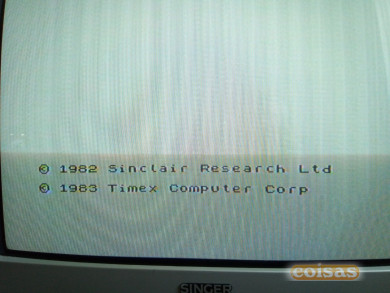 © 1982 Sinclair Research Ltd
© 1983 Timex Computer Corp
SINGER
coisas